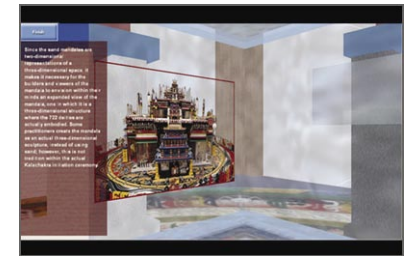 Finish
Since the sand mandalas are
two-dimensional
representations of a
three-dimensional space, it
makes it necessary for the
builders and viewers of the
mandala to envision within their
minds an expanded view of the
mandala, one in which it is a
three-dimensional structure
where the 722 deities are
actually embodied. Some
practitioners create the mandala
as an actual three-dimensional
sculpture, instead of using
sand; however, this is not
tradition within the actual
Kalachakra initiation ceremony.